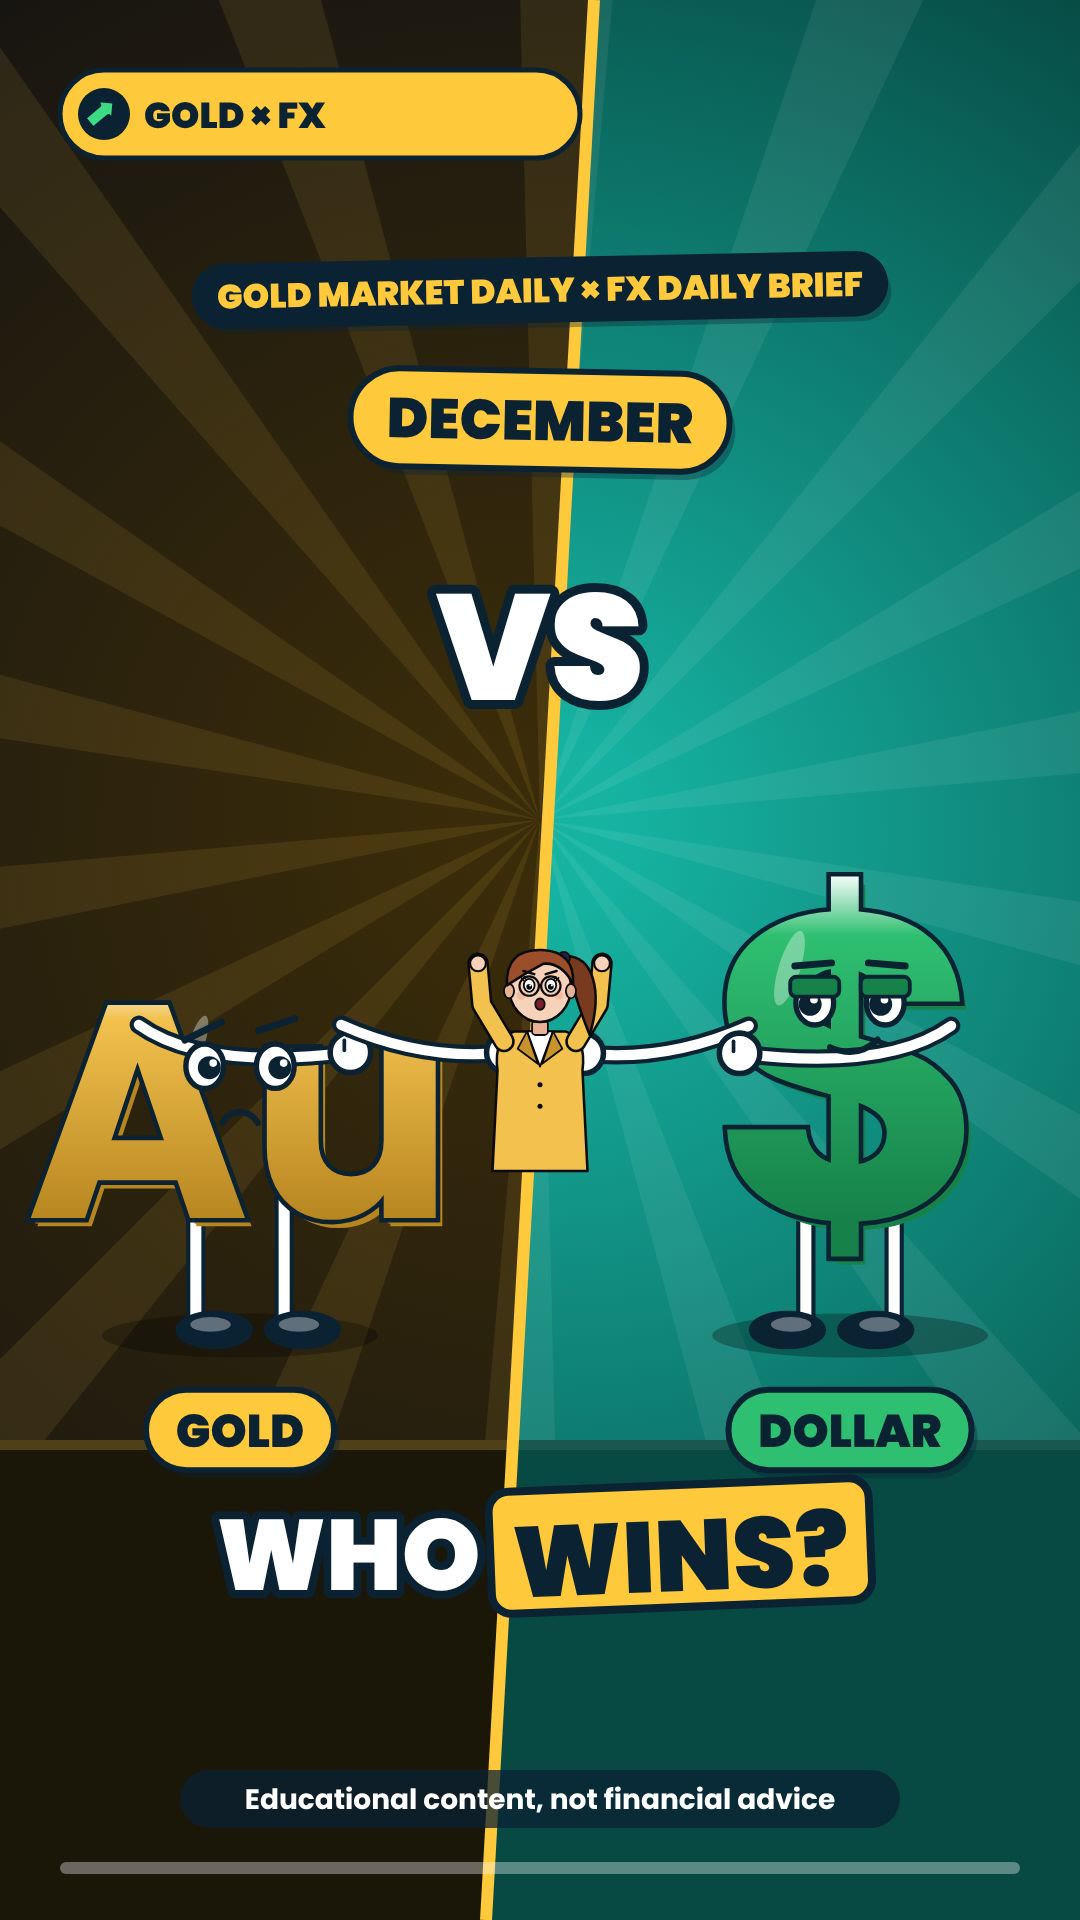 GOLD × FX
GOLD MARKET DAILY × FX DAILY BRIEF
DECEMBER
VS
Au $
GOLD
DOLLAR
WHO WINS?
Educational content, not financial advice